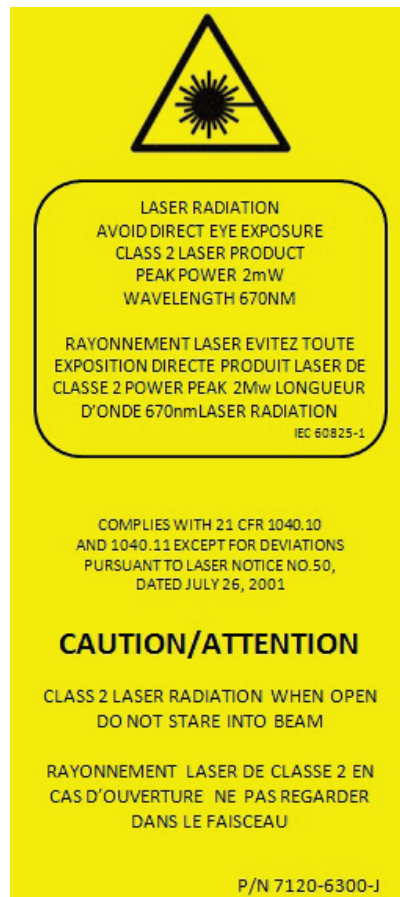 LASER RADIATION
AVOID DIRECT EYE EXPOSURE
CLASS 2 LASER PRODUCT
PEAK POWER 2mW
WAVELENGTH 670NM
RAYONNEMENT LASER EVITEZ TOUTE
EXPOSITION DIRECTE PRODUIT LASER DE
CLASSE 2 POWER PEAK 2Mw LONGUEUR
D'ONDE 670nmLASER RADIATION
IEC 60825-1
COMPLIES WITH 21 CFR 1040.10
AND 1040.11 EXCEPT FOR DEVIATIONS
PURSUANT TO LASER NOTICE NO.50,
DATED JULY 26, 2001
CAUTION/ATTENTION
CLASS 2 LASER RADIATION WHEN OPEN
DO NOT STARE INTO BEAM
RAYONNEMENT LASER DE CLASSE 2 EN
CAS D'OUVERTURE NE PAS REGARDER
DANS LE FAISCEAU
P/N 7120-6300-J